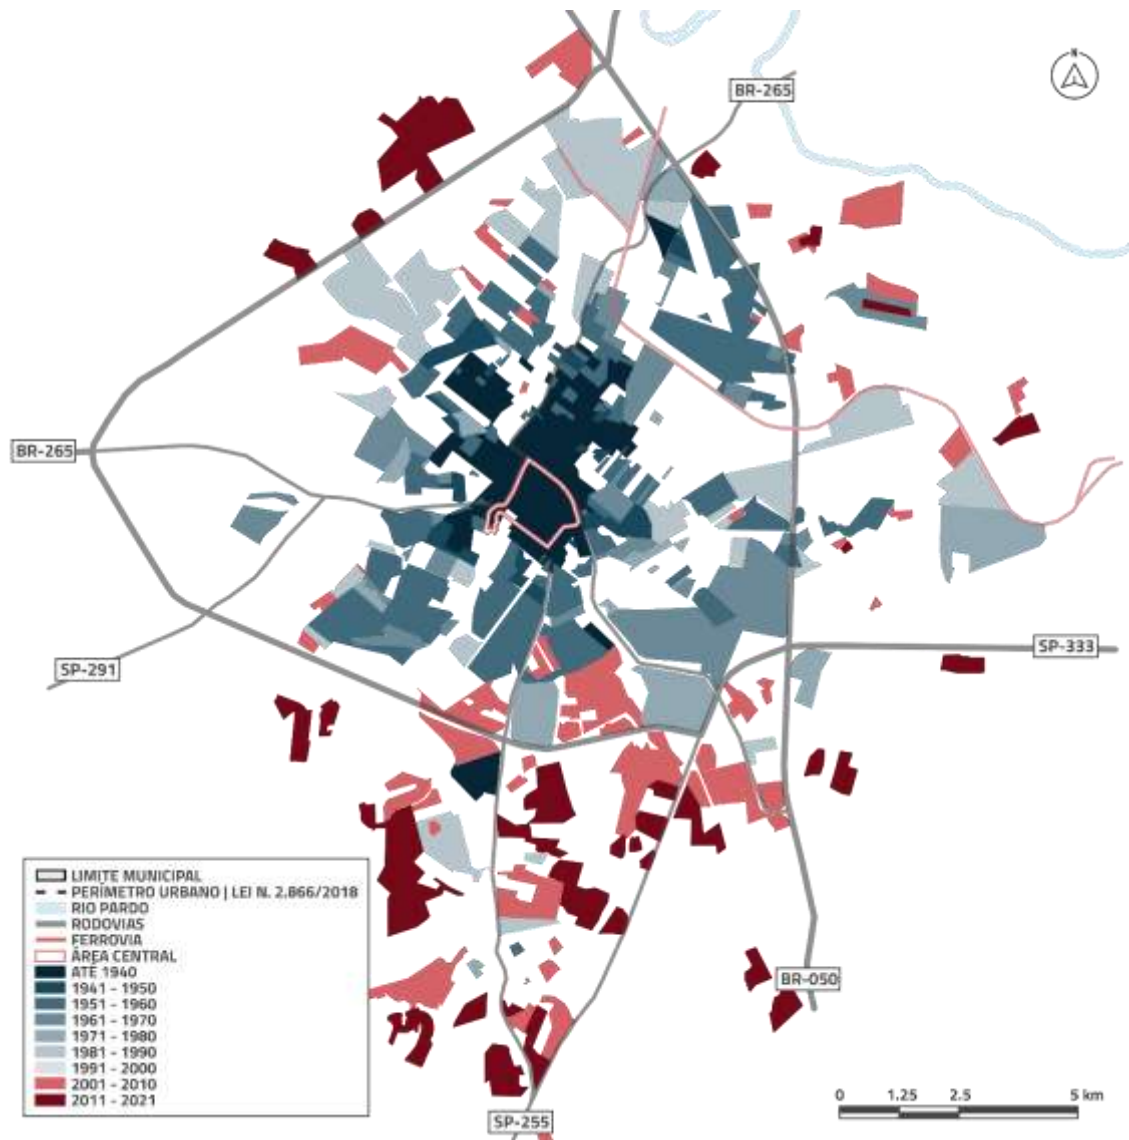 N
BR-265
BR-265
SP-291
SP-333
BR-050
SP-255
LIMITE MUNICIPAL
PERÍMETRO URBANO | LEI N. 2.866/2018
RIO PARDO
RODOVIAS
FERROVIA
ÁREA CENTRAL
ATÉ 1940
1941 - 1950
1951 - 1960
1961 - 1970
1971 - 1980
1981 - 1990
1991 - 2000
2001 - 2010
2011 - 2021
0 1.25 2.5 5 km